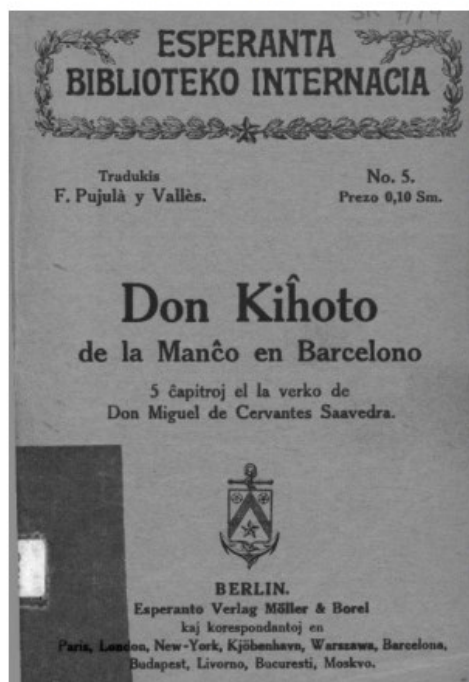 ESPERANTA
BIBLIOTEKO INTERNACIA
Tradukis
F. Pujulà y Vallès.
No. 5.
Prezo 0,10 Sm.
Don Kiĥoto
de la Manĉo en Barcelono
5 ĉapitroj el la verko de
Don Miguel de Cervantes Saavedra.
BERLIN.
Esperanto Verlag Möller & Borel
kaj korespondantoj en
Paris, London, New-York, Kjöbenhavn, Warszawa, Barcelona,
Budapest, Livorno, Bucuresti, Moskvo.